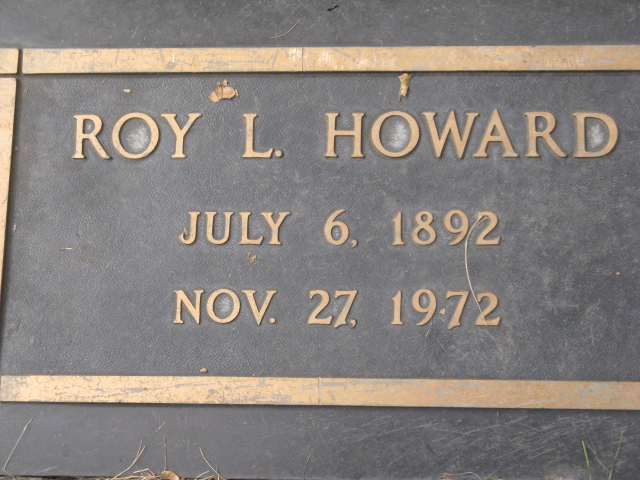 ROY L. HOWARD
JULY 6, 1892
NOV. 27, 1972